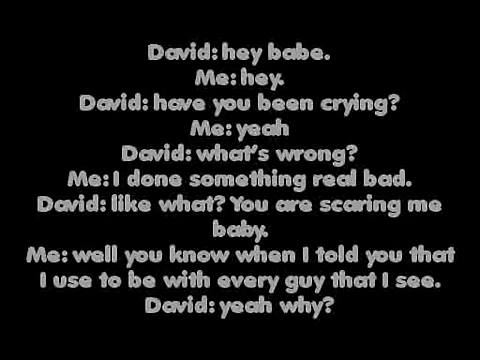 David: hey babe.
Me: hey.
David: have you been crying?
Me: yeah
David: what's wrong?
Me: I done something real bad.
David: like what? You are scaring me
baby.
Me: well you know when I told you that
I use to be with every guy that I see.
David: yeah why?